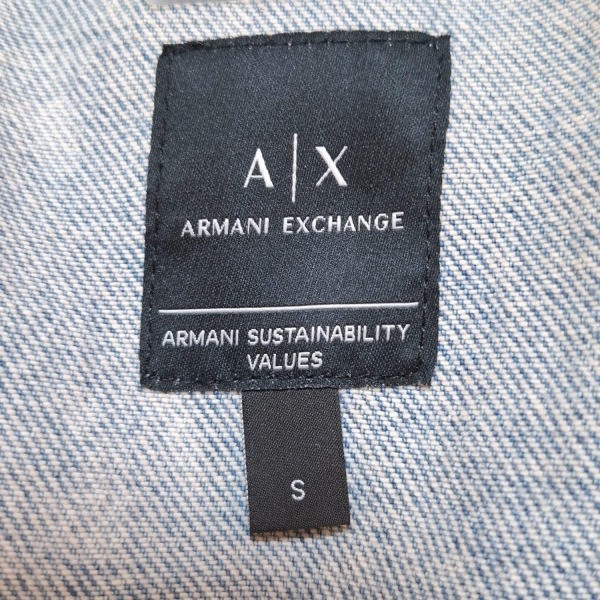 A|X
ARMANI EXCHANGE
ARMANI SUSTAINABILITY
VALUES
S